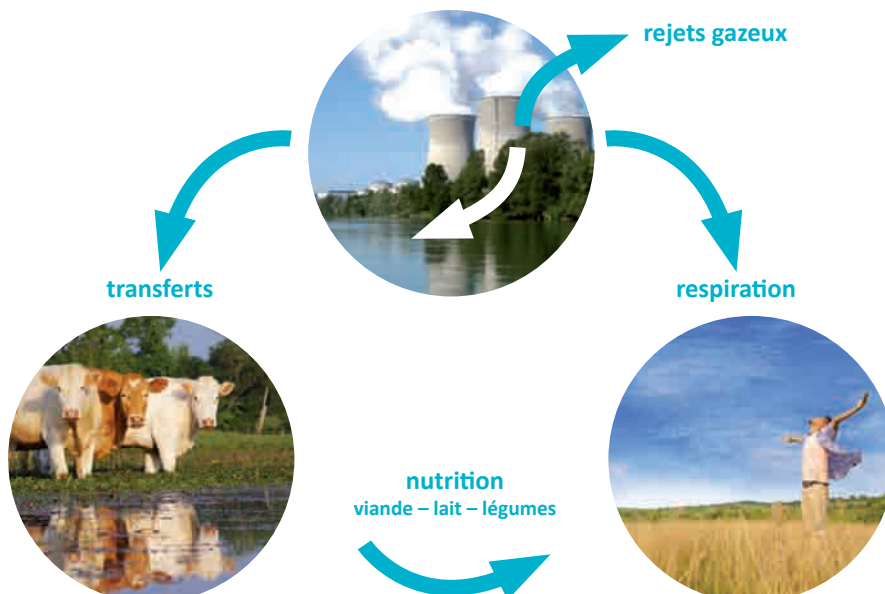 rejets gazeux
transferts
respiration
nutrition
viande – lait – légumes